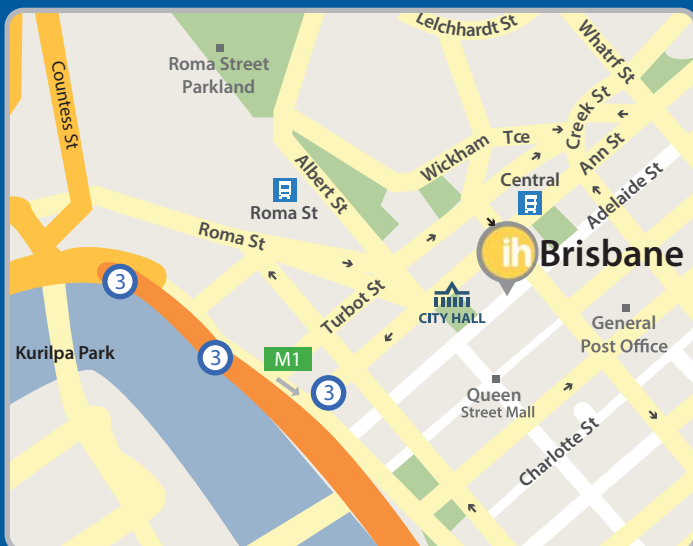 Lelchhardt St
Whatrf St
Roma Street
Parkland
Countess St
Creek St
Wickham Tce
Ann St
Albert St
Central
Adelaide St
Roma St
Roma St
ih Brisbane
3
Turbot St
CITY HALL
General
Post Office
Kurilpa Park
3
M1
3
Queen
Street Mall
Charlotte St